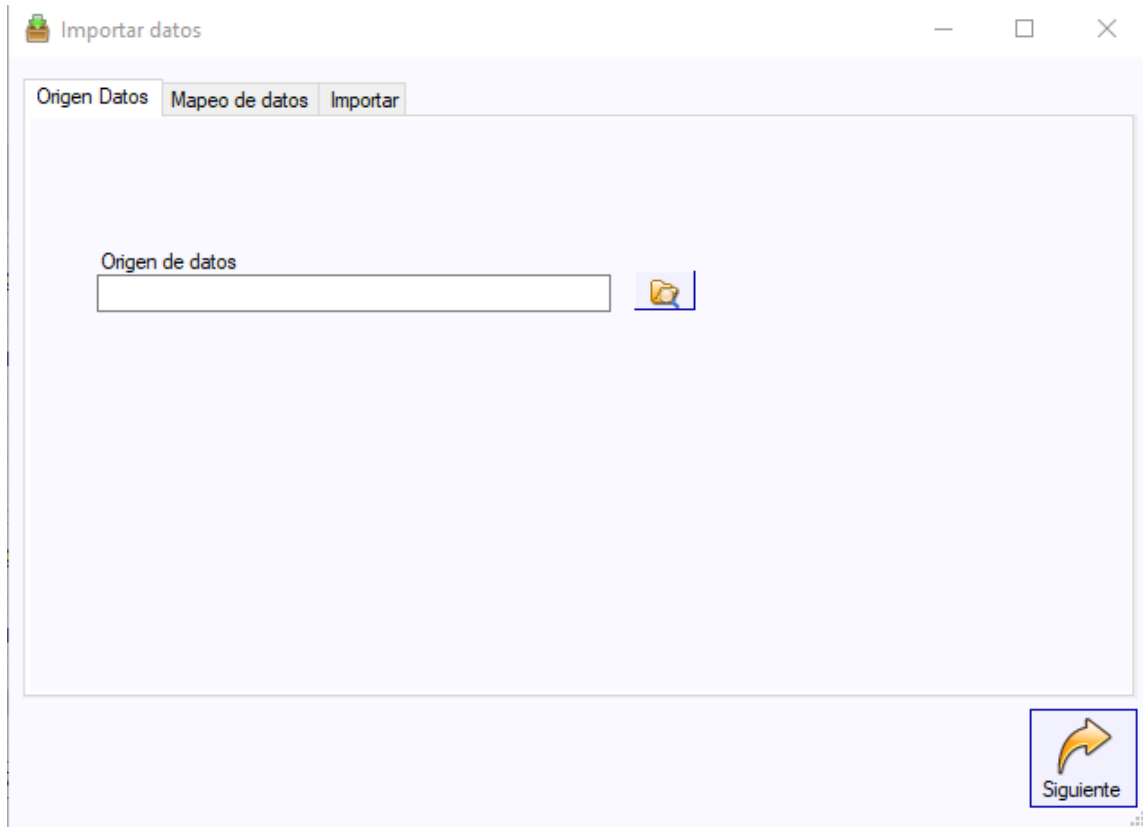 Importar datos
Origen Datos Mapeo de datos Importar
Origen de datos
Siguiente